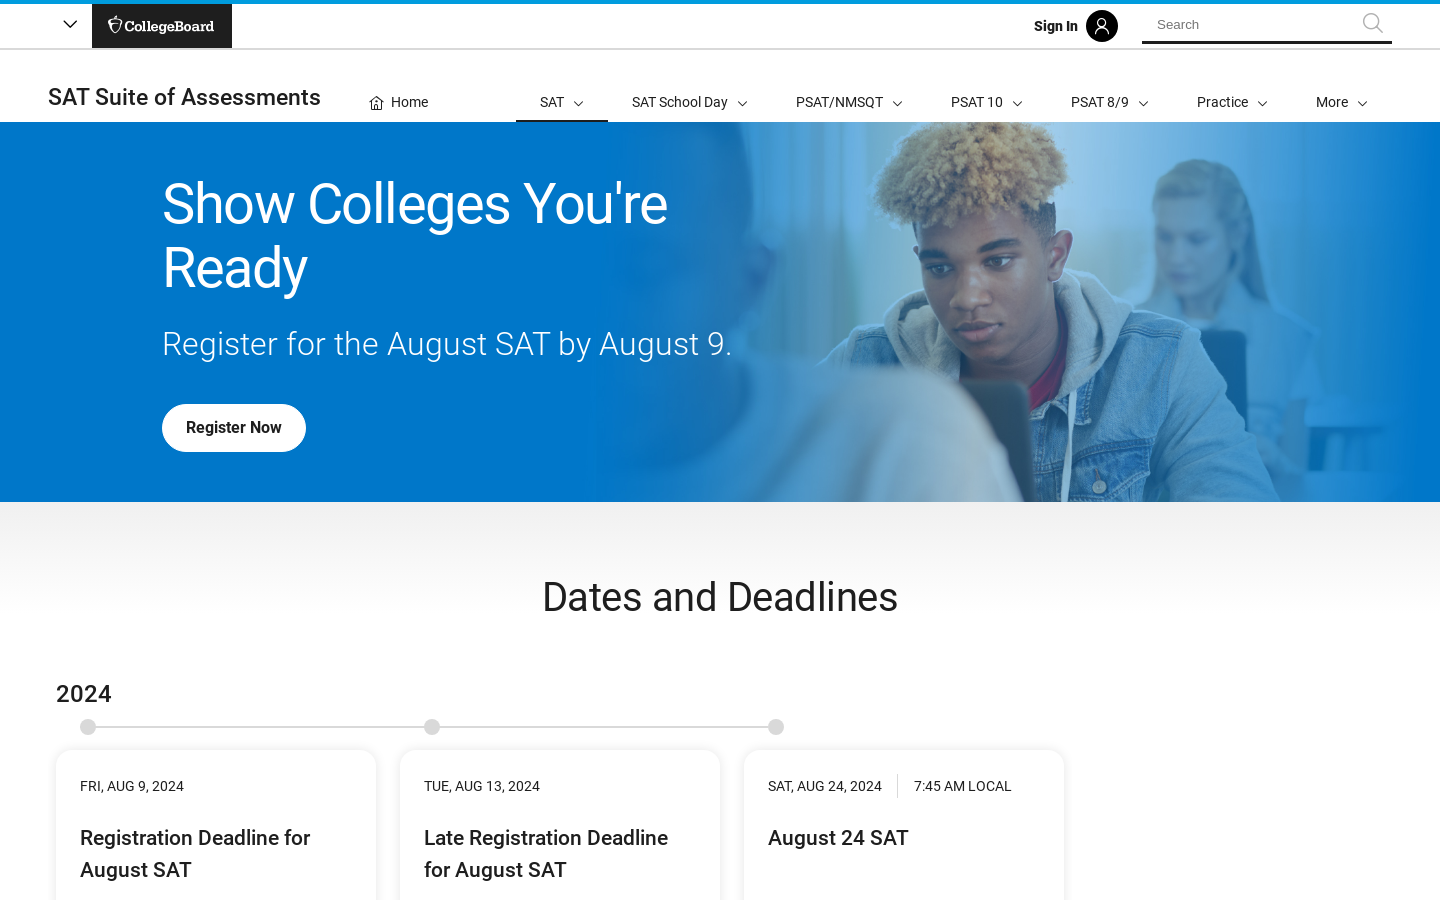 CollegeBoard
Sign In
Search
SAT Suite of Assessments
Home
SAT
SAT School Day
PSAT/NMSQT
PSAT 10
PSAT 8/9
Practice
More
Show Colleges You're
Ready
Register for the August SAT by August 9.
Register Now
Dates and Deadlines
2024
FRI, AUG 9, 2024
Registration Deadline for
August SAT
TUE, AUG 13, 2024
Late Registration Deadline
for August SAT
SAT, AUG 24, 2024
7:45 AM LOCAL
August 24 SAT